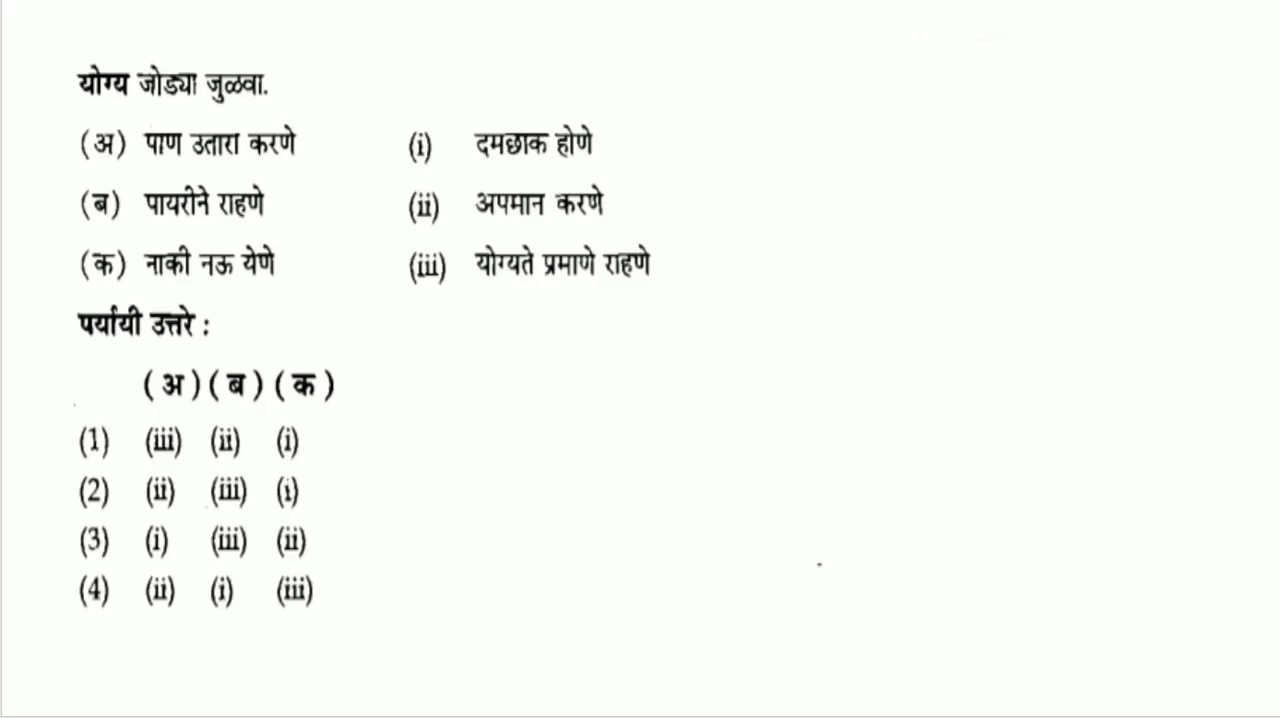 योग्य जोड्या जुळवा.
(अ) पाण उतारा करणे (i) दमछाक होणे
(ब) पायरीने राहणे (ii) अपमान करणे
(क) नाकी नऊ येणे (iii) योग्यते प्रमाणे राहणे
पर्यायी उत्तरे :
(अ) (ब) (क)
(1) (iii) (ii) (i)
(2) (ii) (iii) (i)
(3) (i) (iii) (ii)
(4) (ii) (i) (iii)